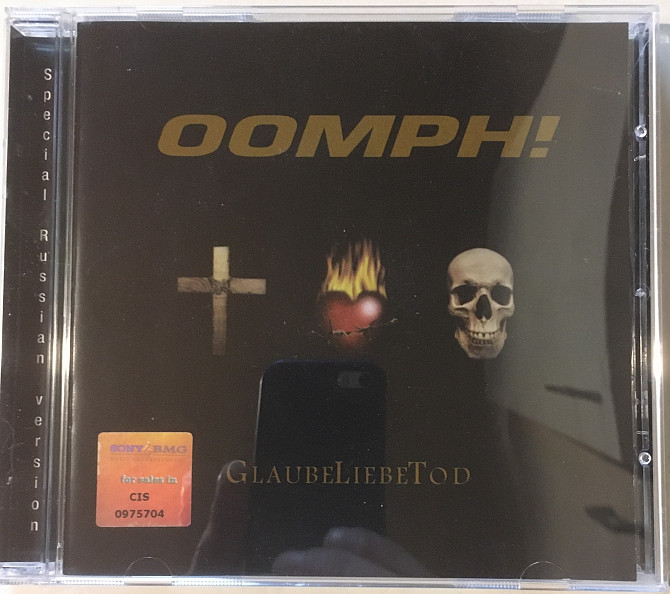 Special Russian version
OOMPH!
SONY BMG
for sales in
CIS
0975704
GLAUBELIEBETOD